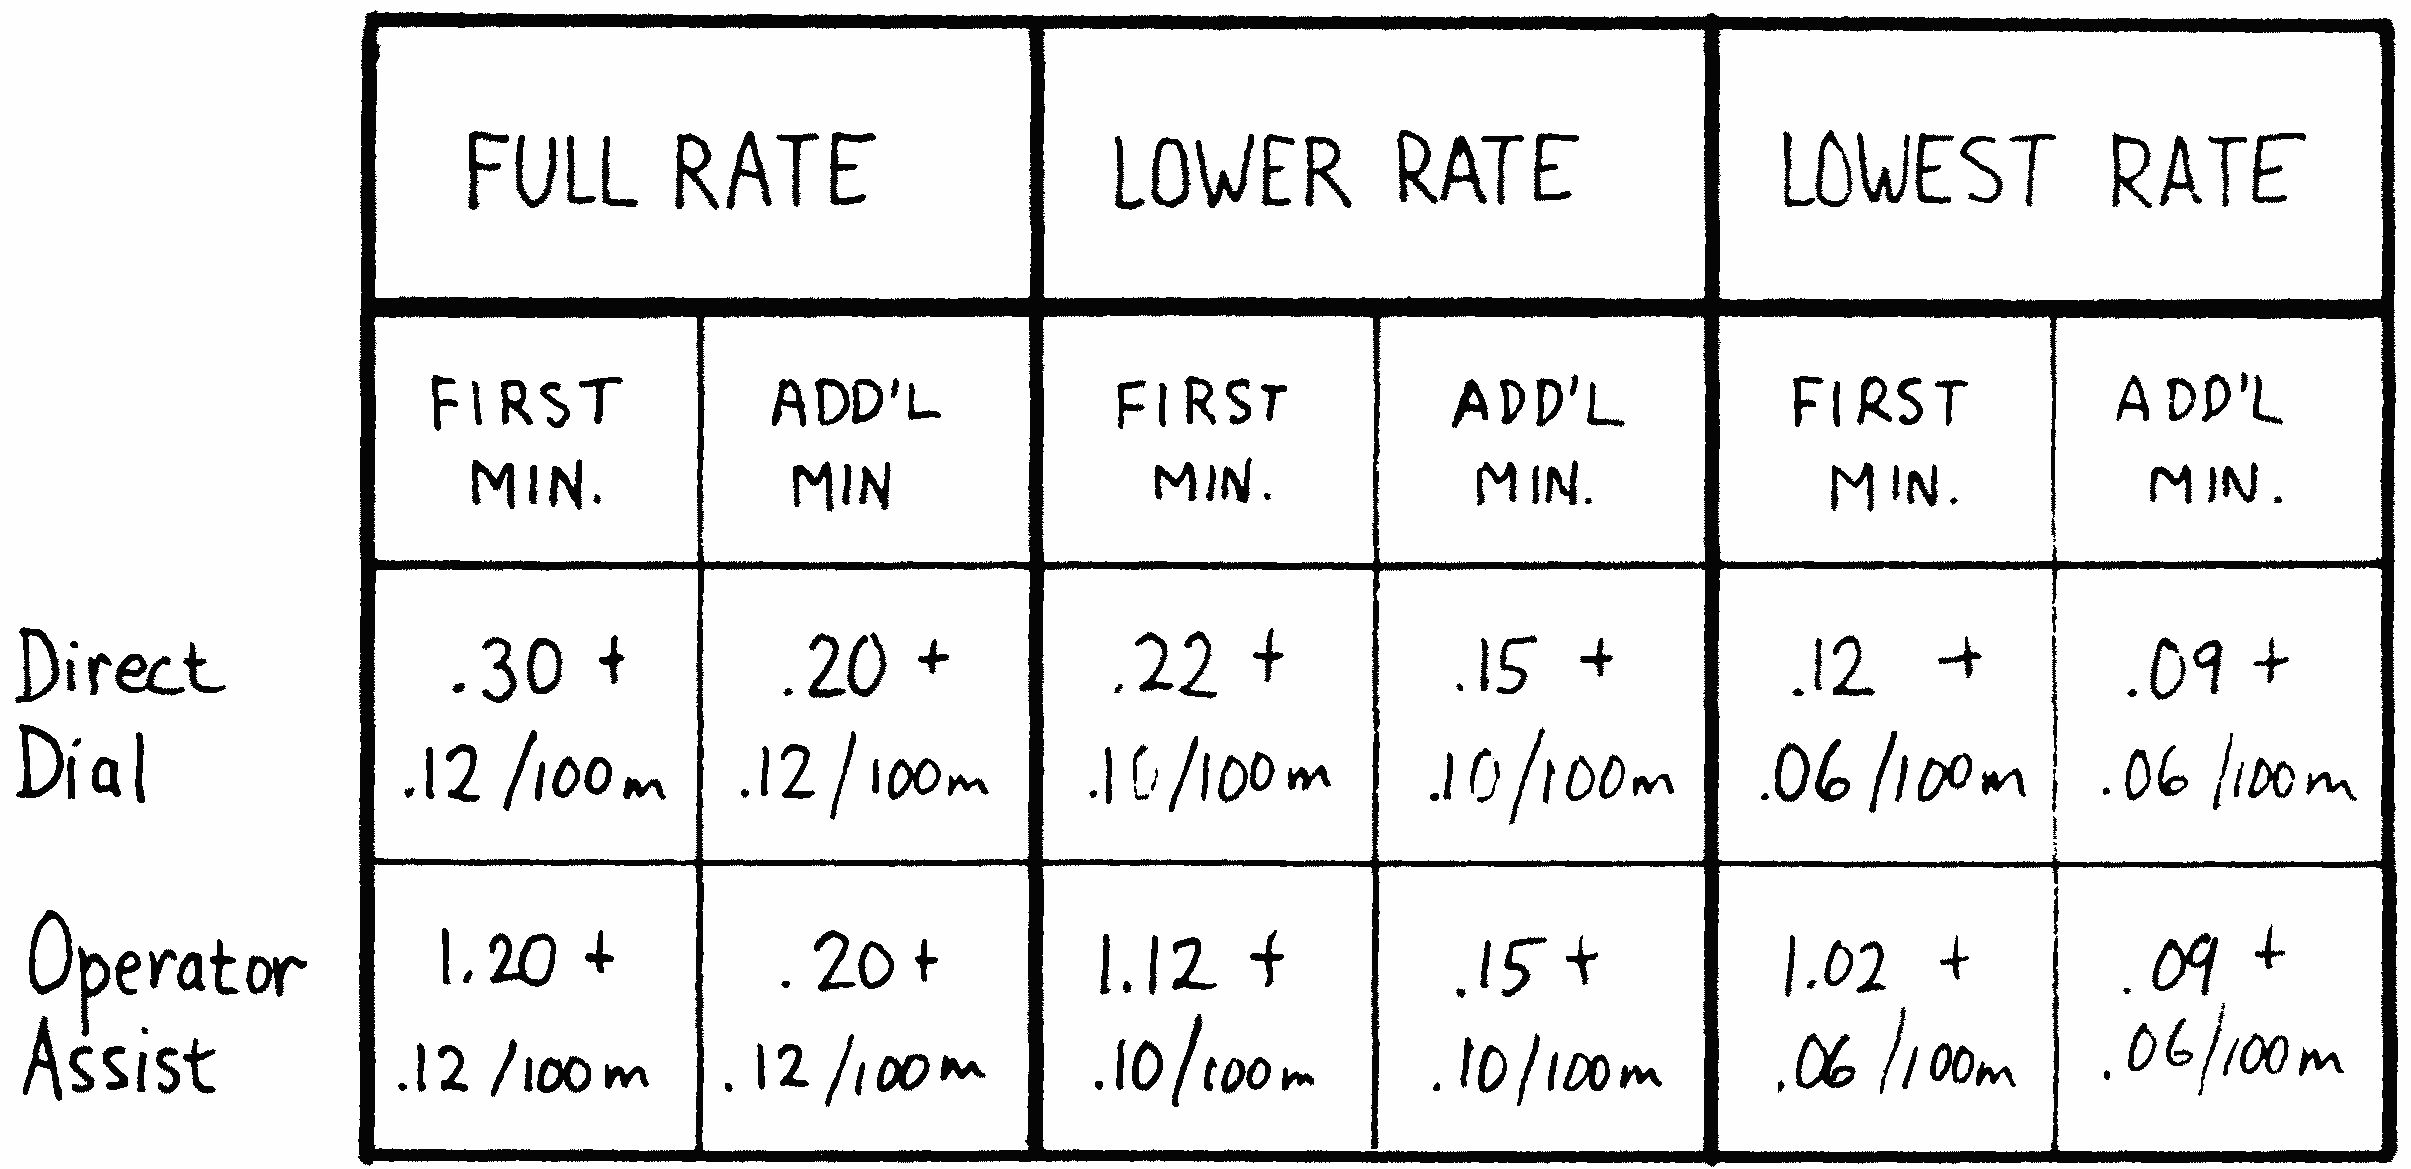 FULL RATE LOWER RATE LOWEST RATE
FIRST ADD'L FIRST ADD'L FIRST ADD'L
MIN. MIN MIN. MIN. MIN. MIN.
Direct .30 + .20 + .22 + .15 + .12 + .09 +
Dial .12/100m .12/100m .10/100m .10/100m .06/100m .06/100m
Operator 1.20 + .20 + 1.12 + .15 + 1.02 + .09 +
Assist .12/100m .12/100m .10/100m .10/100m .06/100m .06/100m